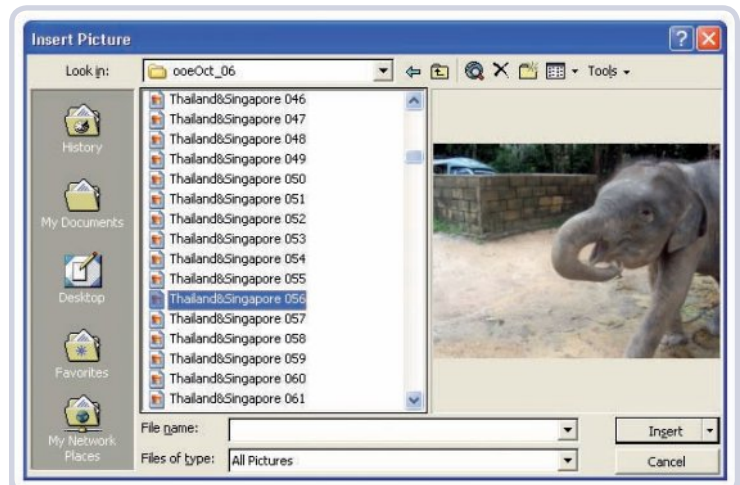 Insert Picture
Look in: ooeOct_06 Tools
History
My Documents
Desktop
Favorites
My Network
Places
Thailand&Singapore 046
Thailand&Singapore 047
Thailand&Singapore 048
Thailand&Singapore 049
Thailand&Singapore 050
Thailand&Singapore 051
Thailand&Singapore 052
Thailand&Singapore 053
Thailand&Singapore 054
Thailand&Singapore 055
Thailand&Singapore 056
Thailand&Singapore 057
Thailand&Singapore 058
Thailand&Singapore 059
Thailand&Singapore 060
Thailand&Singapore 061
File name: Insert
Files of type: All Pictures Cancel